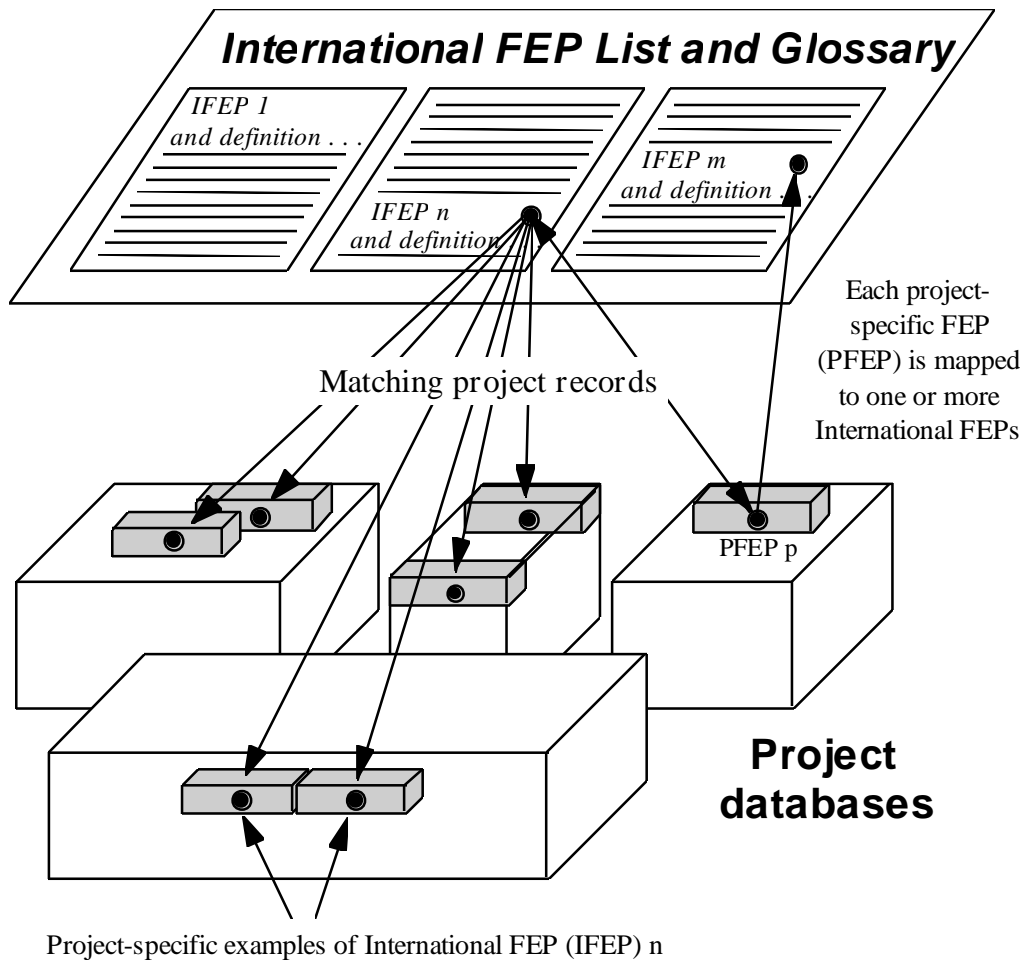 International FEP List and Glossary
IFEP 1
and definition . . .
IFEP n
and definition . . .
IFEP m
and definition . . .
Each project-
specific FEP
(PFEP) is mapped
to one or more
International FEPs
Matching project records
PFEP p
Project
databases
Project-specific examples of International FEP (IFEP) n